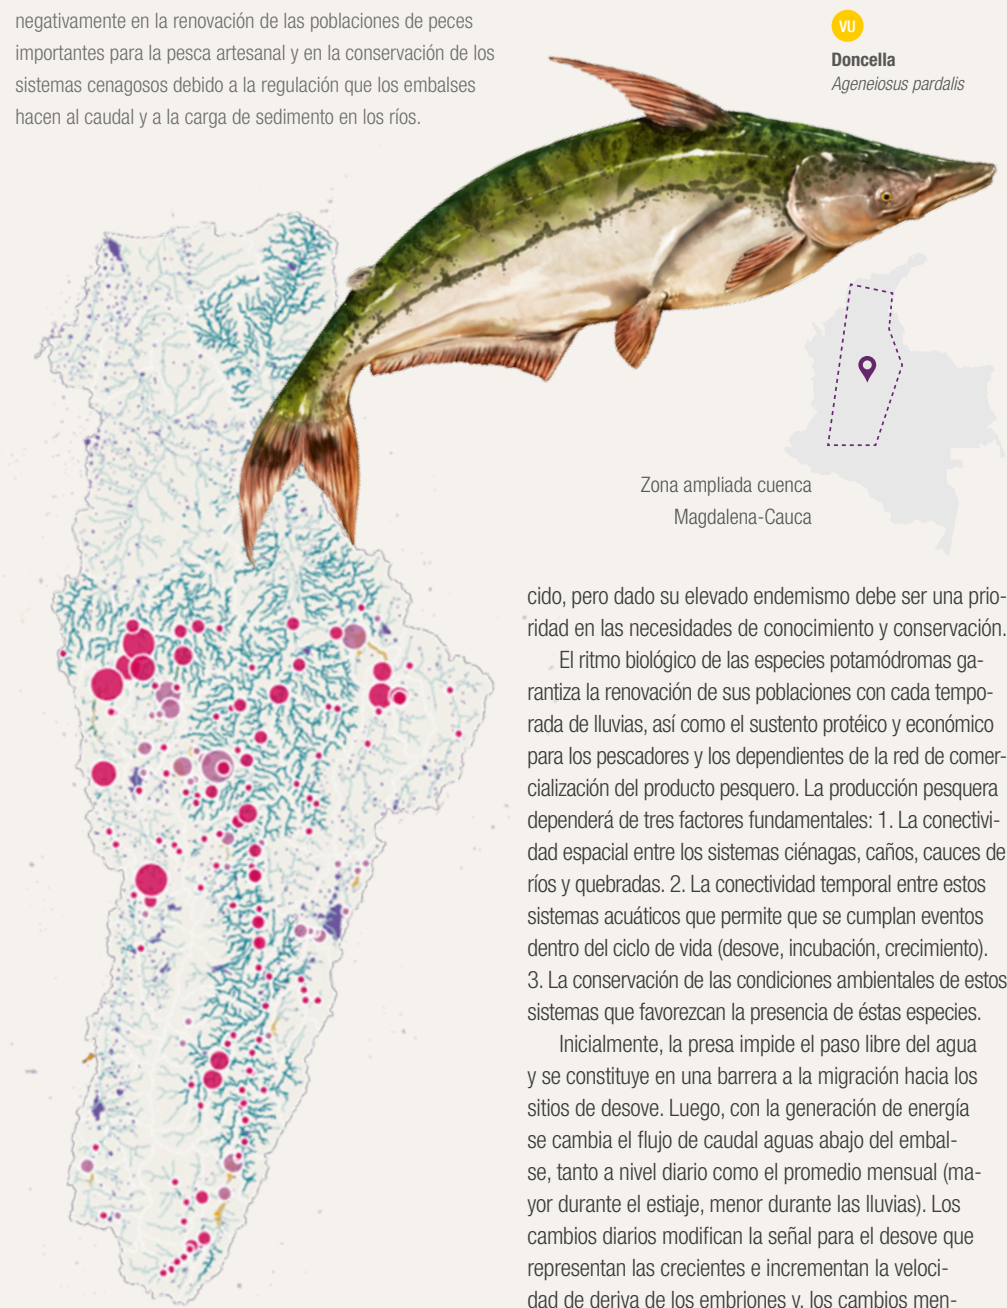 negativamente en la renovación de las poblaciones de peces
importantes para la pesca artesanal y en la conservación de los
sistemas cenagosos debido a la regulación que los embalses
hacen al caudal y a la carga de sedimento en los ríos.
VU
Doncella
Ageneiosus pardalis
Zona ampliada cuenca
Magdalena-Cauca
cido, pero dado su elevado endemismo debe ser una prio-
ridad en las necesidades de conocimiento y conservación.
El ritmo biológico de las especies potamódromas ga-
rantiza la renovación de sus poblaciones con cada tempo-
rada de lluvias, así como el sustento protéico y económico
para los pescadores y los dependientes de la red de comer-
cialización del producto pesquero. La producción pesquera
dependerá de tres factores fundamentales: 1. La conectivi-
dad espacial entre los sistemas ciénagas, caños, cauces de
ríos y quebradas. 2. La conectividad temporal entre estos
sistemas acuáticos que permite que se cumplan eventos
dentro del ciclo de vida (desove, incubación, crecimiento).
3. La conservación de las condiciones ambientales de estos
sistemas que favorezcan la presencia de éstas especies.
Inicialmente, la presa impide el paso libre del agua
y se constituye en una barrera a la migración hacia los
sitios de desove. Luego, con la generación de energía
se cambia el flujo de caudal aguas abajo del embal-
se, tanto a nivel diario como el promedio mensual (ma-
yor durante el estiaje, menor durante las lluvias). Los
cambios diarios modifican la señal para el desove que
representan las crecientes e incrementan la veloci-
dad de deriva de los embriones y, los cambios men-